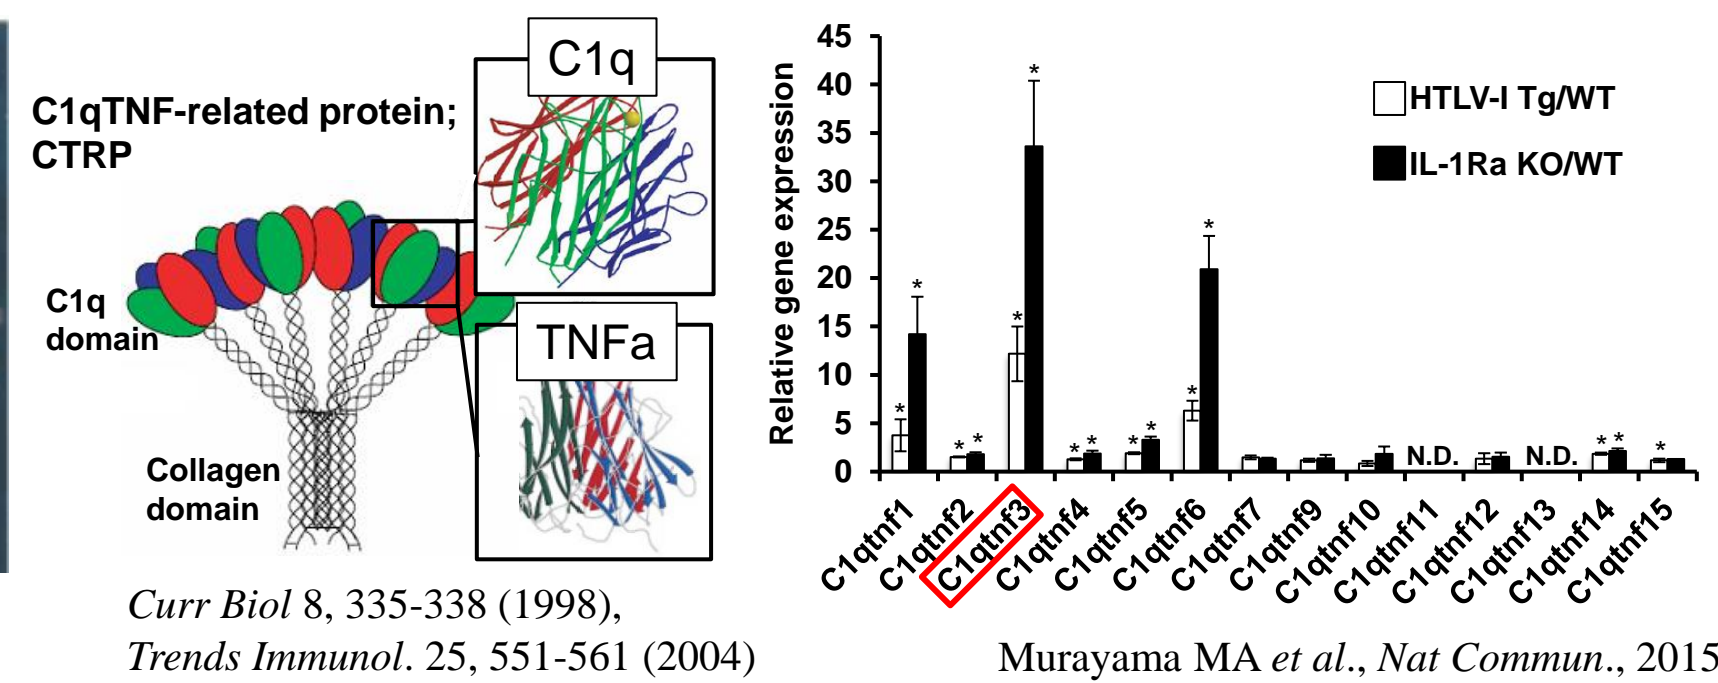 C1qTNF-related protein;
CTRP
C1q
TNFa
C1q
domain
Collagen
domain
Curr Biol 8, 335-338 (1998),
Trends Immunol. 25, 551-561 (2004)
Relative gene expression
45
40
35
30
25
20
15
10
5
0
HTLV-I Tg/WT
IL-1Ra KO/WT
* * * * * * * * * * * * * * *
N.D.
N.D.
C1qtnf1
C1qtnf2
C1qtnf3
C1qtnf4
C1qtnf5
C1qtnf6
C1qtnf7
C1qtnf9
C1qtnf10
C1qtnf11
C1qtnf12
C1qtnf13
C1qtnf14
C1qtnf15
Murayama MA et al., Nat Commun., 2015